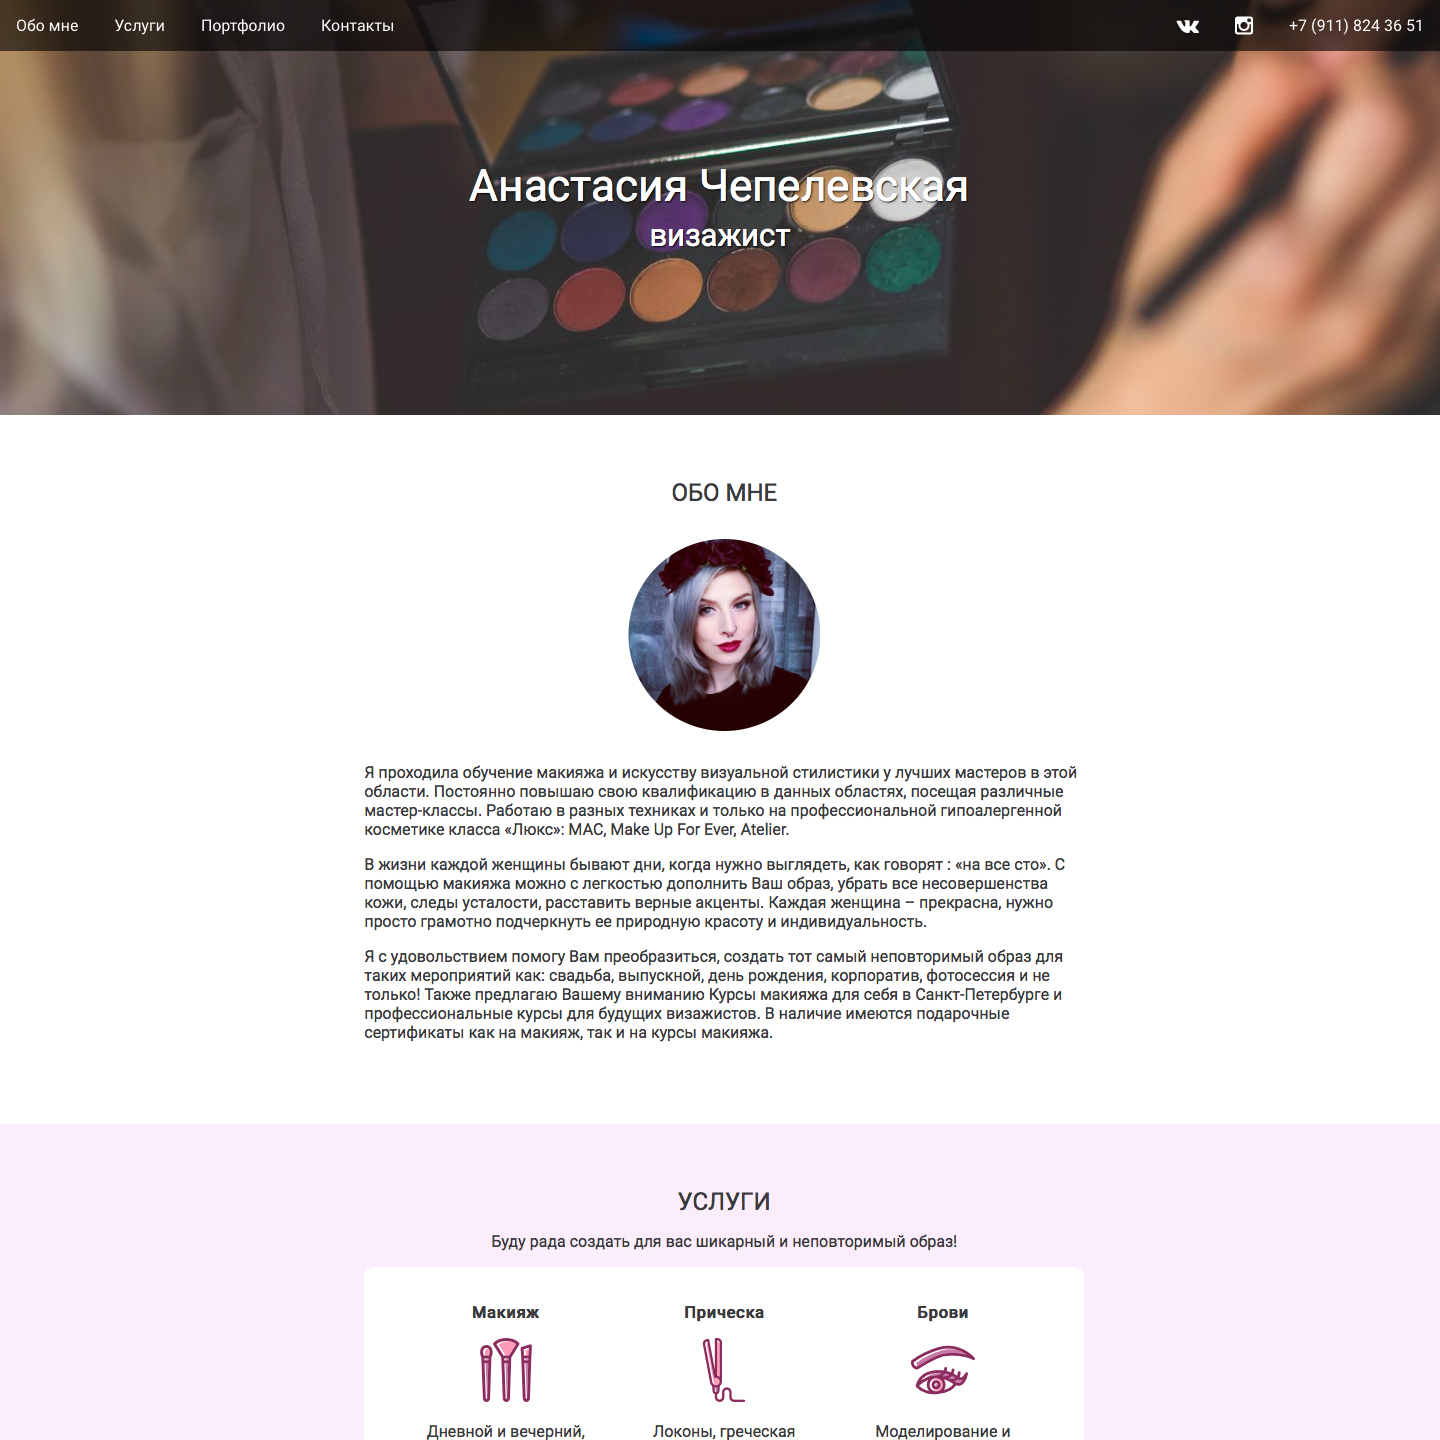 Обо мне Услуги Портфолио Контакты +7 (911) 824 36 51
Анастасия Чепелевская
визажист
ОБО МНЕ
Я проходила обучение макияжа и искусству визуальной стилистики у лучших мастеров в этой
области. Постоянно повышаю свою квалификацию в данных областях, посещая различные
мастер-классы. Работаю в разных техниках и только на профессиональной гипоалергенной
косметике класса «Люкс»: MAC, Make Up For Ever, Atelier.
В жизни каждой женщины бывают дни, когда нужно выглядеть, как говорят : «на все сто». С
помощью макияжа можно с легкостью дополнить Ваш образ, убрать все несовершенства
кожи, следы усталости, расставить верные акценты. Каждая женщина – прекрасна, нужно
просто грамотно подчеркнуть ее природную красоту и индивидуальность.
Я с удовольствием помогу Вам преобразиться, создать тот самый неповторимый образ для
таких мероприятий как: свадьба, выпускной, день рождения, корпоратив, фотосессия и не
только! Также предлагаю Вашему вниманию Курсы макияжа для себя в Санкт-Петербурге и
профессиональные курсы для будущих визажистов. В наличие имеются подарочные
сертификаты как на макияж, так и на курсы макияжа.
УСЛУГИ
Буду рада создать для вас шикарный и неповторимый образ!
Макияж Прическа Брови
Дневной и вечерний, Локоны, греческая Моделирование и